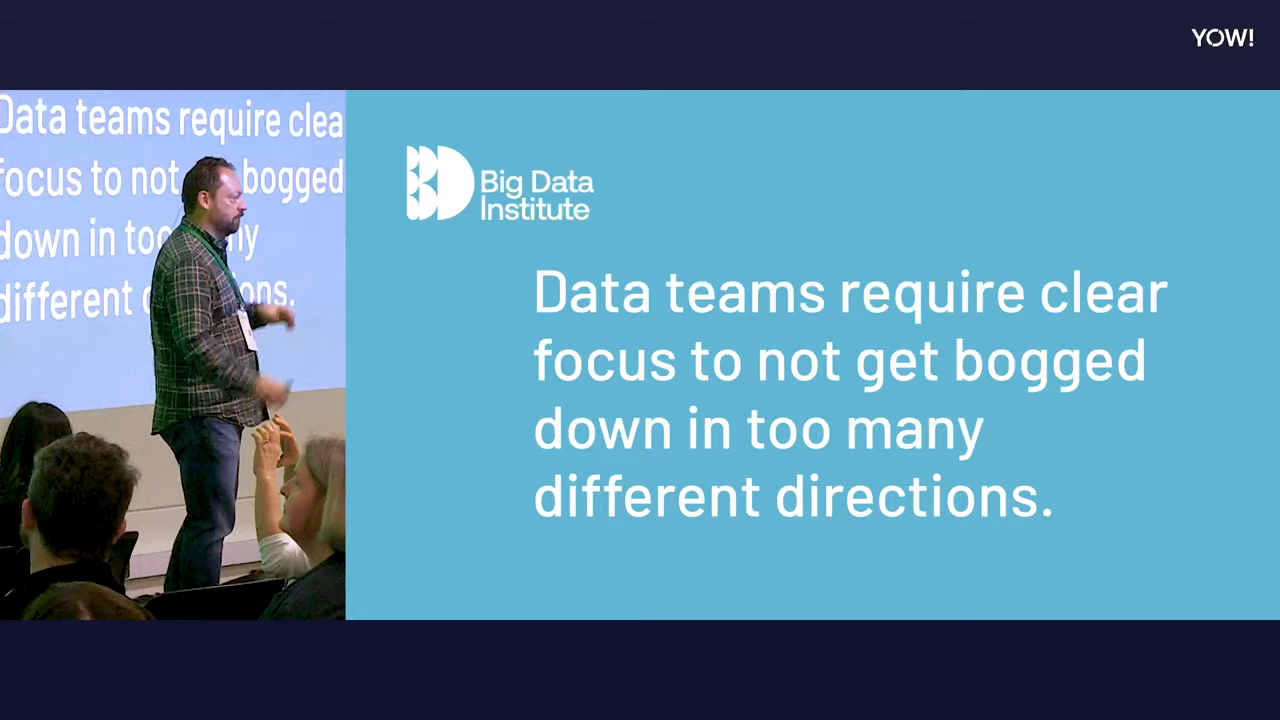 YOW!
Data teams require clea
focus to not bogged
down in too ny
different ons.
Big Data
Institute
Data teams require clear
focus to not get bogged
down in too many
different directions.